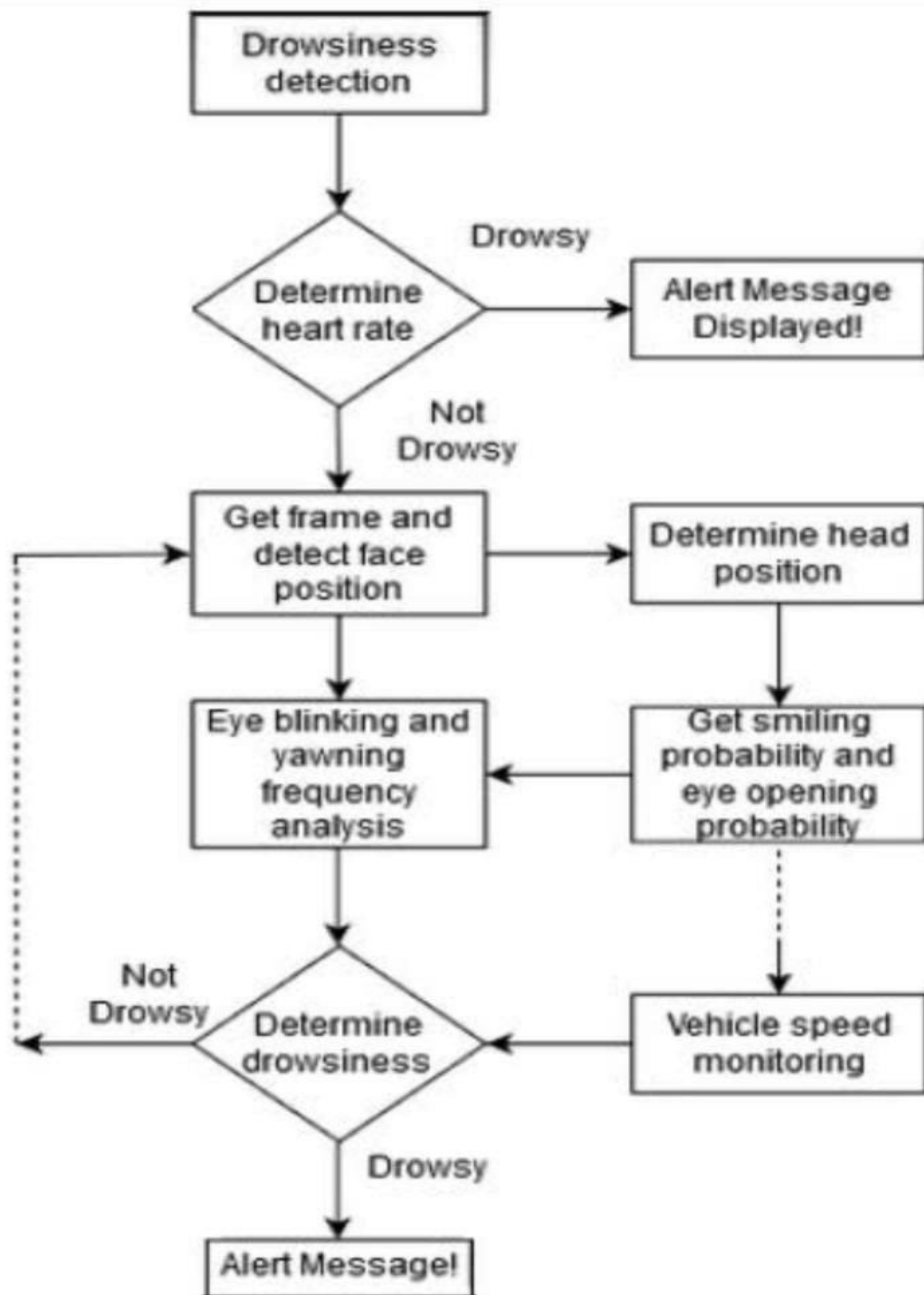 Drowsiness
detection
Drowsy
Determine
heart rate
Alert Message
Displayed!
Not
Drowsy
Get frame and
detect face
position
Determine head
position
Eye blinking and
yawning
frequency
analysis
Get smiling
probability and
eye opening
probability
Not
Drowsy
Determine
drowsiness
Vehicle speed
monitoring
Drowsy
Alert Message!